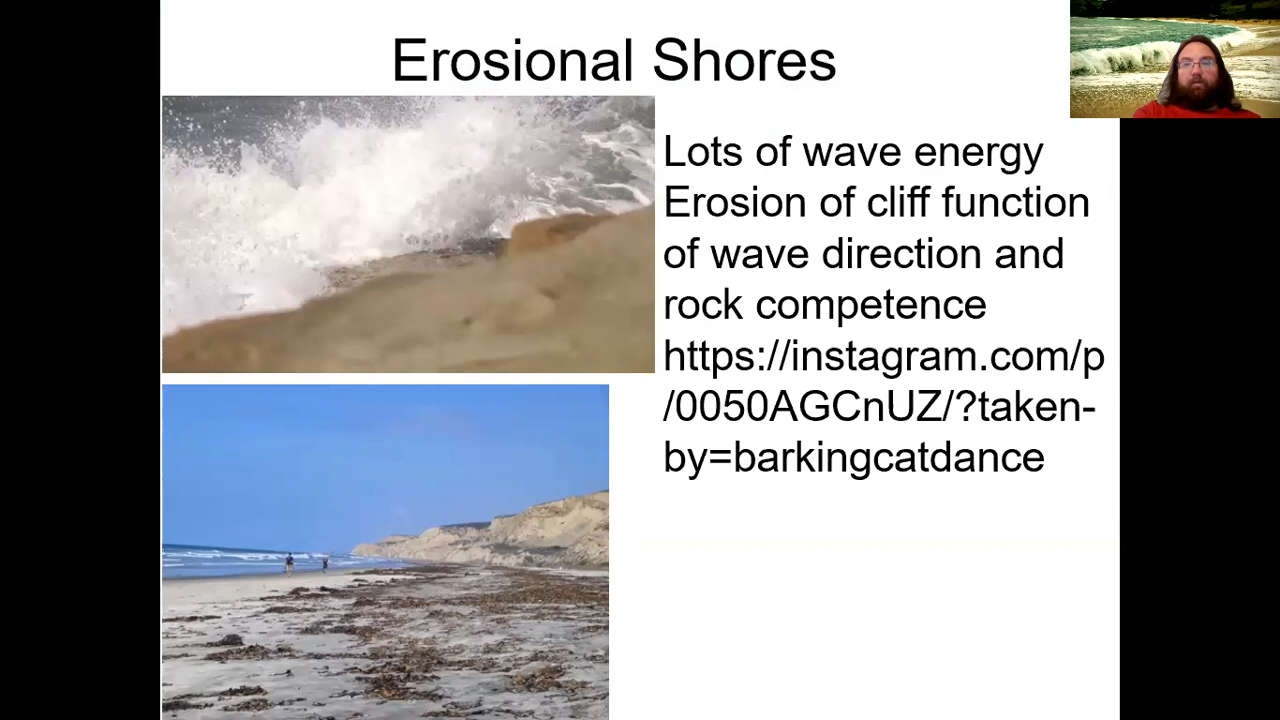 Erosional Shores
Lots of wave energy
Erosion of cliff function
of wave direction and
rock competence
https://instagram.com/p
/0050AGCnUZ/?taken-
by=barkingcatdance